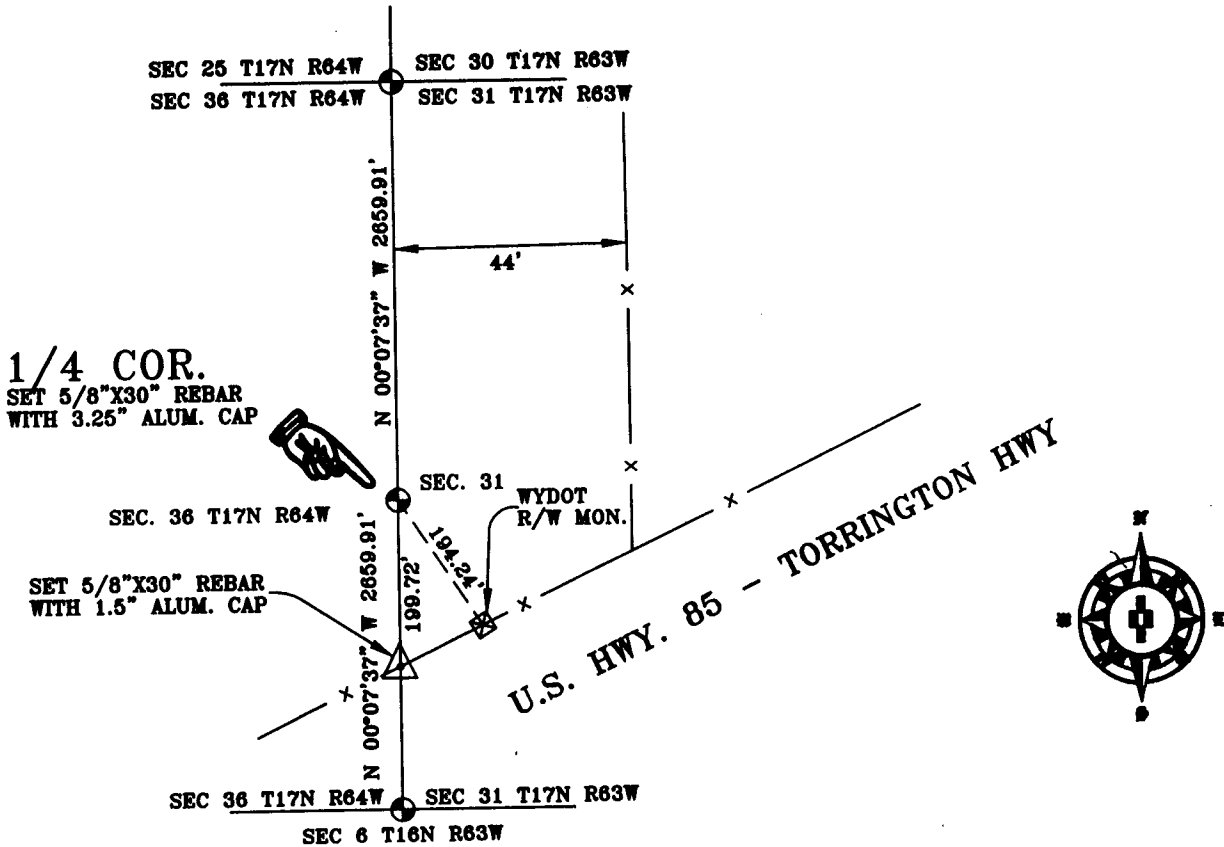 SEC 25 T17N R64W
SEC 30 T17N R63W
SEC 36 T17N R64W
SEC 31 T17N R63W
N 00°07'37" W 2659.91'
44'
1/4 COR.
SET 5/8"X30" REBAR
WITH 3.25" ALUM. CAP
SEC. 31
SEC. 36 T17N R64W
WYDOT
R/W MON.
194.24'
199.72'
N 00°07'37" W 2659.91'
SET 5/8"X30" REBAR
WITH 1.5" ALUM. CAP
U.S. HWY. 85 - TORRINGTON HWY
SEC 36 T17N R64W
SEC 31 T17N R63W
SEC 6 T16N R63W
N